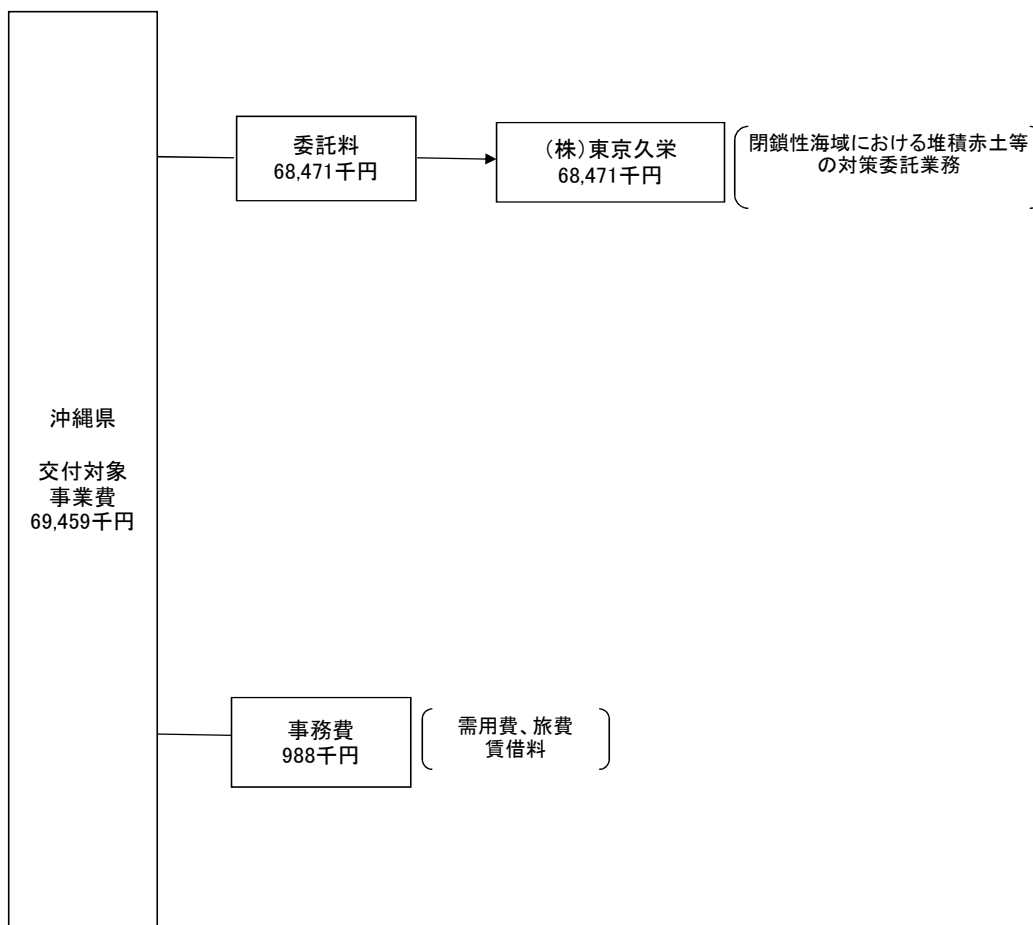 委託料
68,471千円
(株)東京久栄
68,471千円
閉鎖性海域における堆積赤土等
の対策委託業務
沖縄県
交付対象
事業費
69,459千円
事務費
988千円
需用費、旅費
賃借料